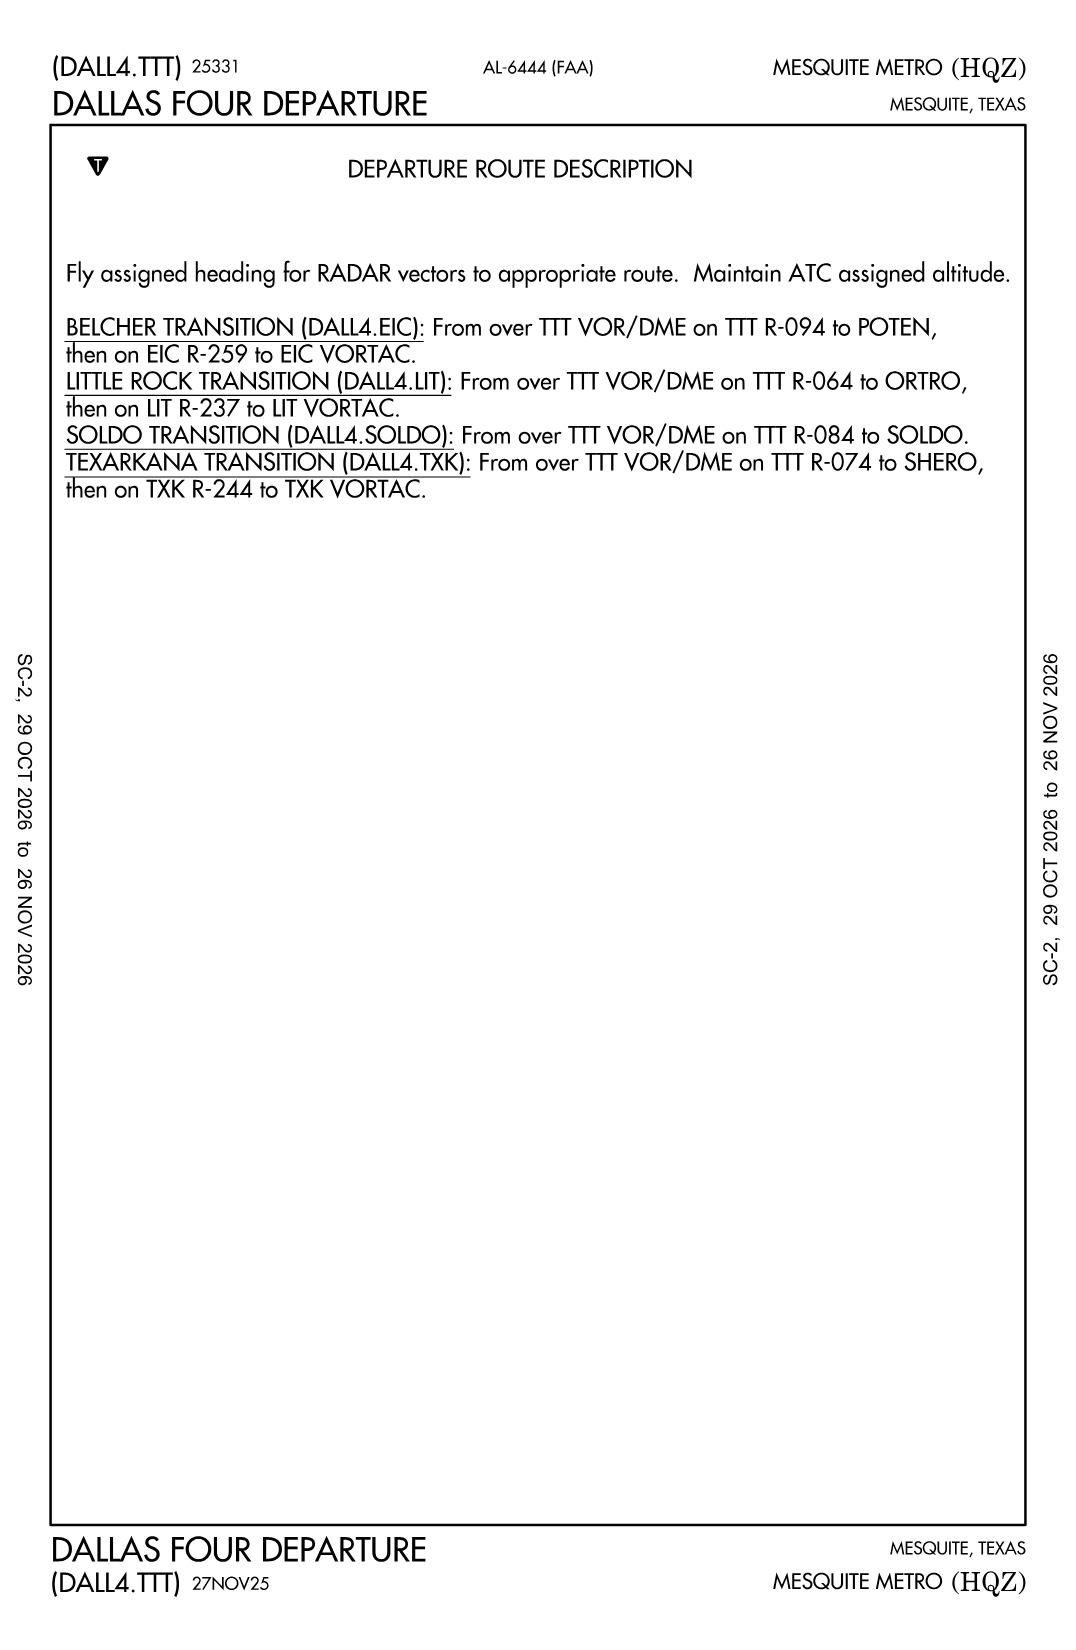 (DALL4.TTT) 25331 AL-6444 (FAA) MESQUITE METRO (HQZ)
DALLAS FOUR DEPARTURE MESQUITE, TEXAS
T DEPARTURE ROUTE DESCRIPTION
Fly assigned heading for RADAR vectors to appropriate route. Maintain ATC assigned altitude.
BELCHER TRANSITION (DALL4.EIC): From over TTT VOR/DME on TTT R-094 to POTEN,
then on EIC R-259 to EIC VORTAC.
LITTLE ROCK TRANSITION (DALL4.LIT): From over TTT VOR/DME on TTT R-064 to ORTRO,
then on LIT R-237 to LIT VORTAC.
SOLDO TRANSITION (DALL4.SOLDO): From over TTT VOR/DME on TTT R-084 to SOLDO.
TEXARKANA TRANSITION (DALL4.TXK): From over TTT VOR/DME on TTT R-074 to SHERO,
then on TXK R-244 to TXK VORTAC.
SC-2, 29 OCT 2026 to 26 NOV 2026
SC-2, 29 OCT 2026 to 26 NOV 2026
DALLAS FOUR DEPARTURE MESQUITE, TEXAS
(DALL4.TTT) 27NOV25 MESQUITE METRO (HQZ)